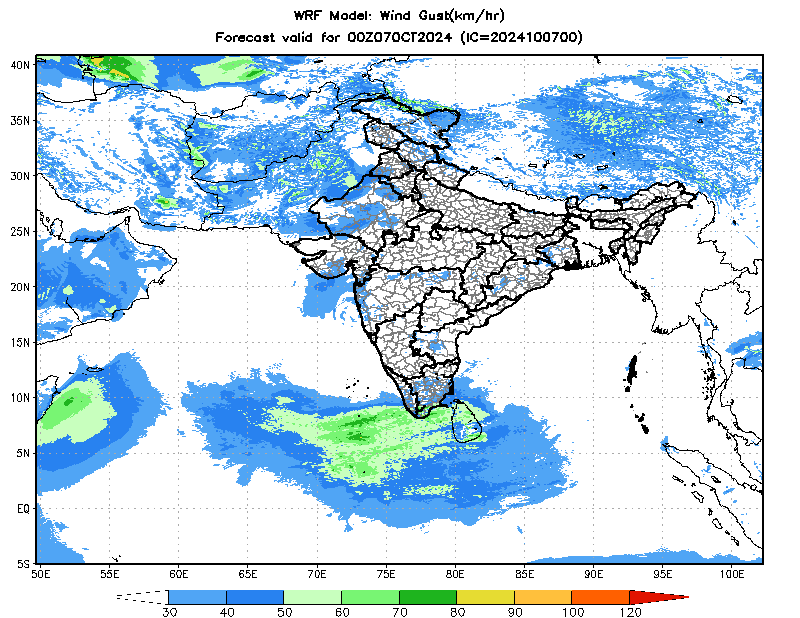 WRF Model: Wind Gust(km/hr)
Forecast valid for 00Z07OCT2024 (IC=2024100700)
40N
35N
30N
25N
20N
15N
10N
5N
EQ
5S
50E 55E 60E 65E 70E 75E 80E 85E 90E 95E 100E
30 40 50 60 70 80 90 100 120